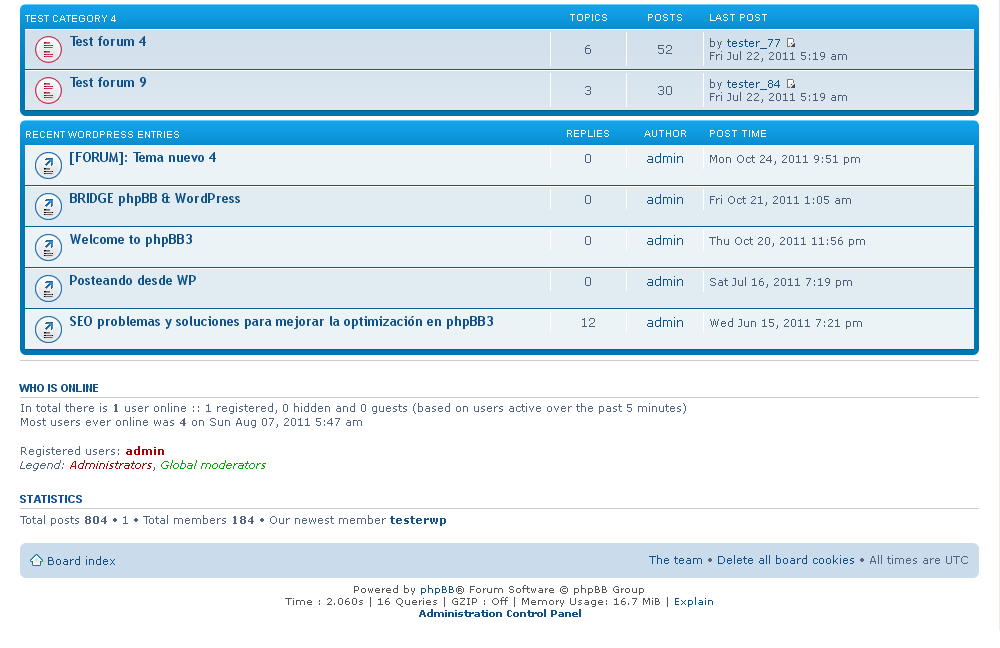 TEST CATEGORY 4 TOPICS POSTS LAST POST
Test forum 4 6 52 by tester_77
Fri Jul 22, 2011 5:19 am
Test forum 9 3 30 by tester_84
Fri Jul 22, 2011 5:19 am
RECENT WORDPRESS ENTRIES REPLIES AUTHOR POST TIME
[FORUM]: Tema nuevo 4 0 admin Mon Oct 24, 2011 9:51 pm
BRIDGE phpBB & WordPress 0 admin Fri Oct 21, 2011 1:05 am
Welcome to phpBB3 0 admin Thu Oct 20, 2011 11:56 pm
Posteando desde WP 0 admin Sat Jul 16, 2011 7:19 pm
SEO problemas y soluciones para mejorar la optimización en phpBB3 12 admin Wed Jun 15, 2011 7:21 pm
WHO IS ONLINE
In total there is 1 user online :: 1 registered, 0 hidden and 0 guests (based on users active over the past 5 minutes)
Most users ever online was 4 on Sun Aug 07, 2011 5:47 am
Registered users: admin
Legend: Administrators, Global moderators
STATISTICS
Total posts 804 • 1 • Total members 184 • Our newest member testerwp
Board index The team • Delete all board cookies • All times are UTC
Powered by phpBB® Forum Software © phpBB Group
Time : 2.060s | 16 Queries | GZIP : Off | Memory Usage: 16.7 MiB | Explain
Administration Control Panel